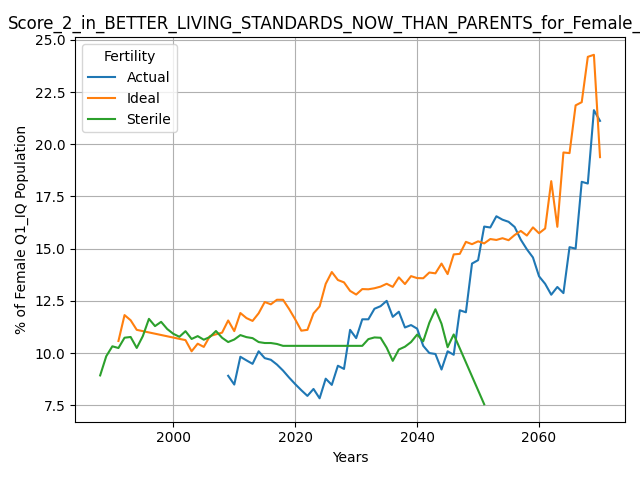 Score_2_in_BETTER_LIVING_STANDARDS_NOW_THAN_PARENTS_for_Female_
25.0
22.5
20.0
17.5
15.0
12.5
10.0
7.5
% of Female Q1_IQ Population
Fertility
Actual
Ideal
Sterile
2000
2020
2040
2060
Years